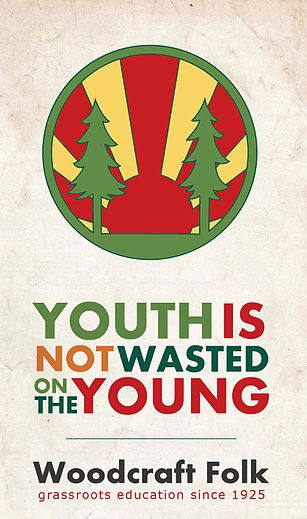 YOUTH IS
NOT WASTED
ON THE YOUNG
Woodcraft Folk
grassroots education since 1925